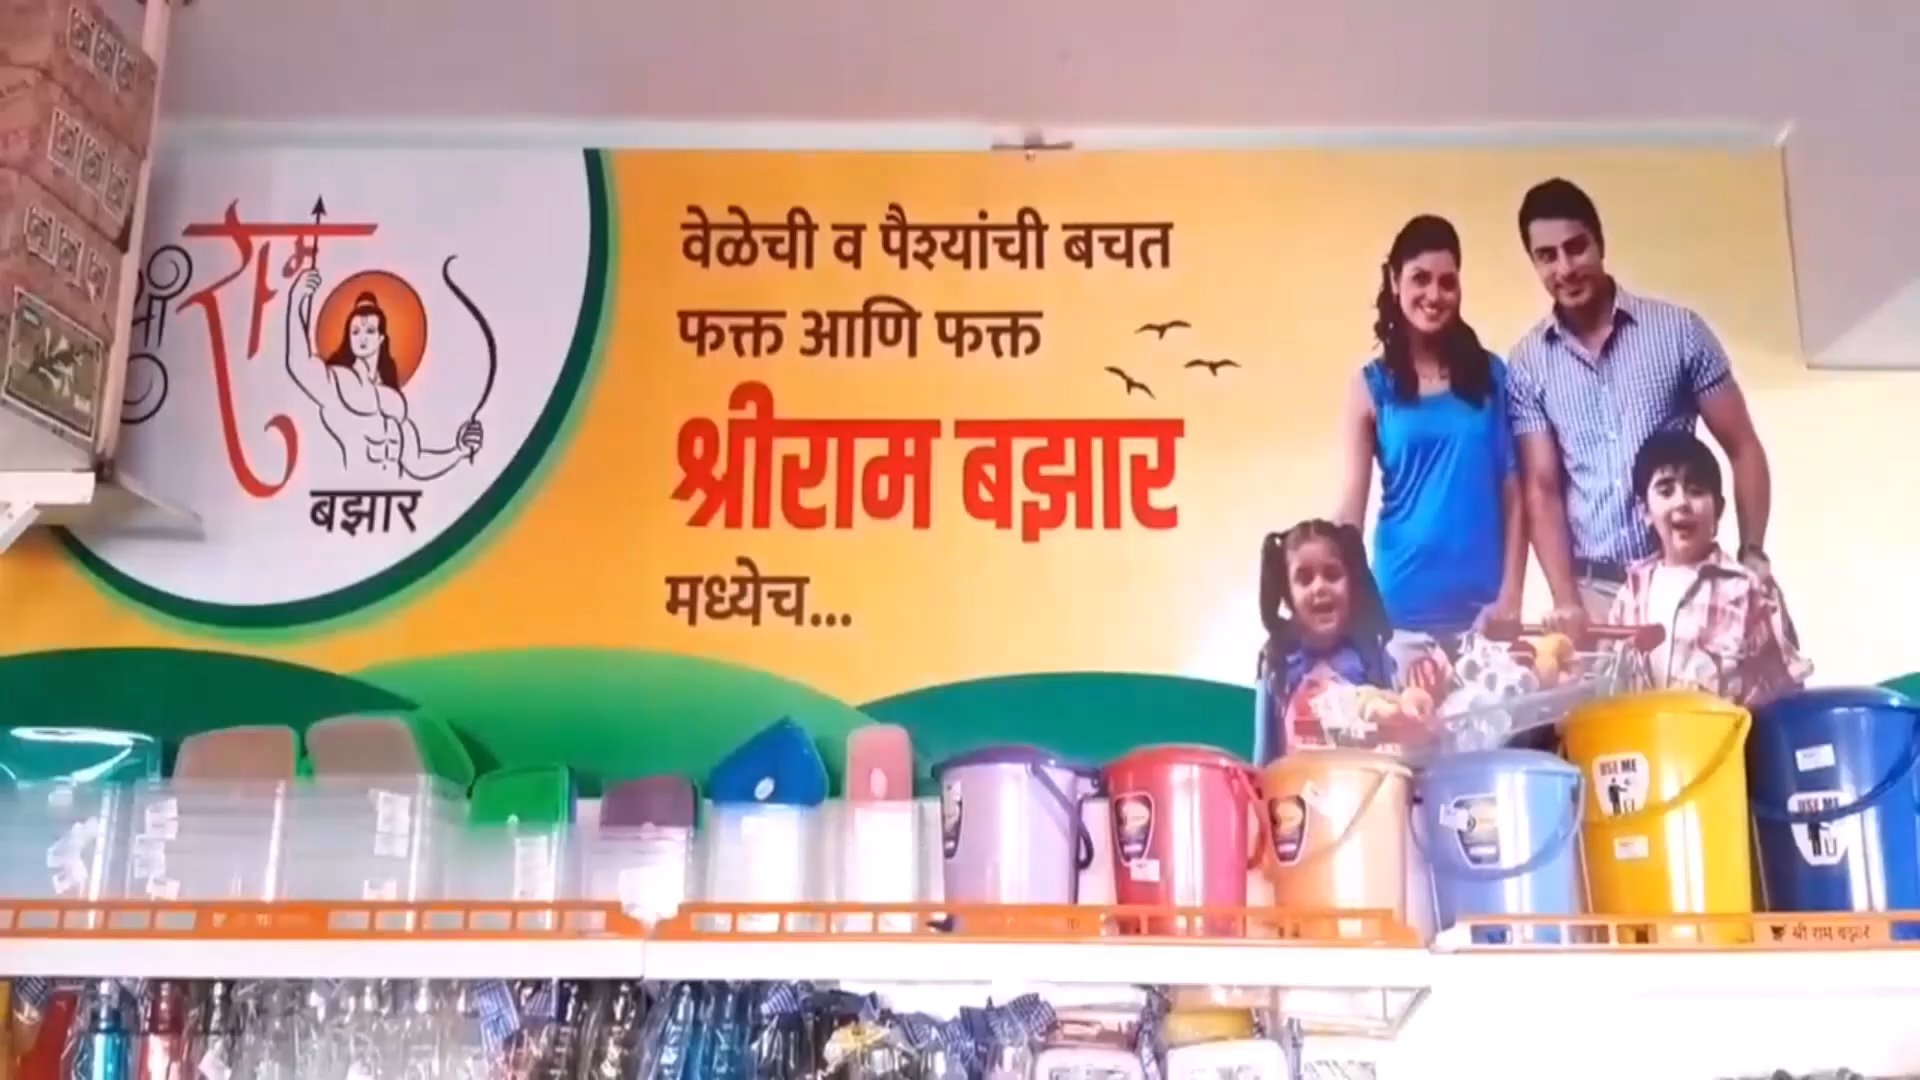 श्री
राम
बझार
वेळेची व पैश्यांची बचत
फक्त आणि फक्त
श्रीराम बझार
मध्येच...
USE ME
USE ME
श्री राम बझार